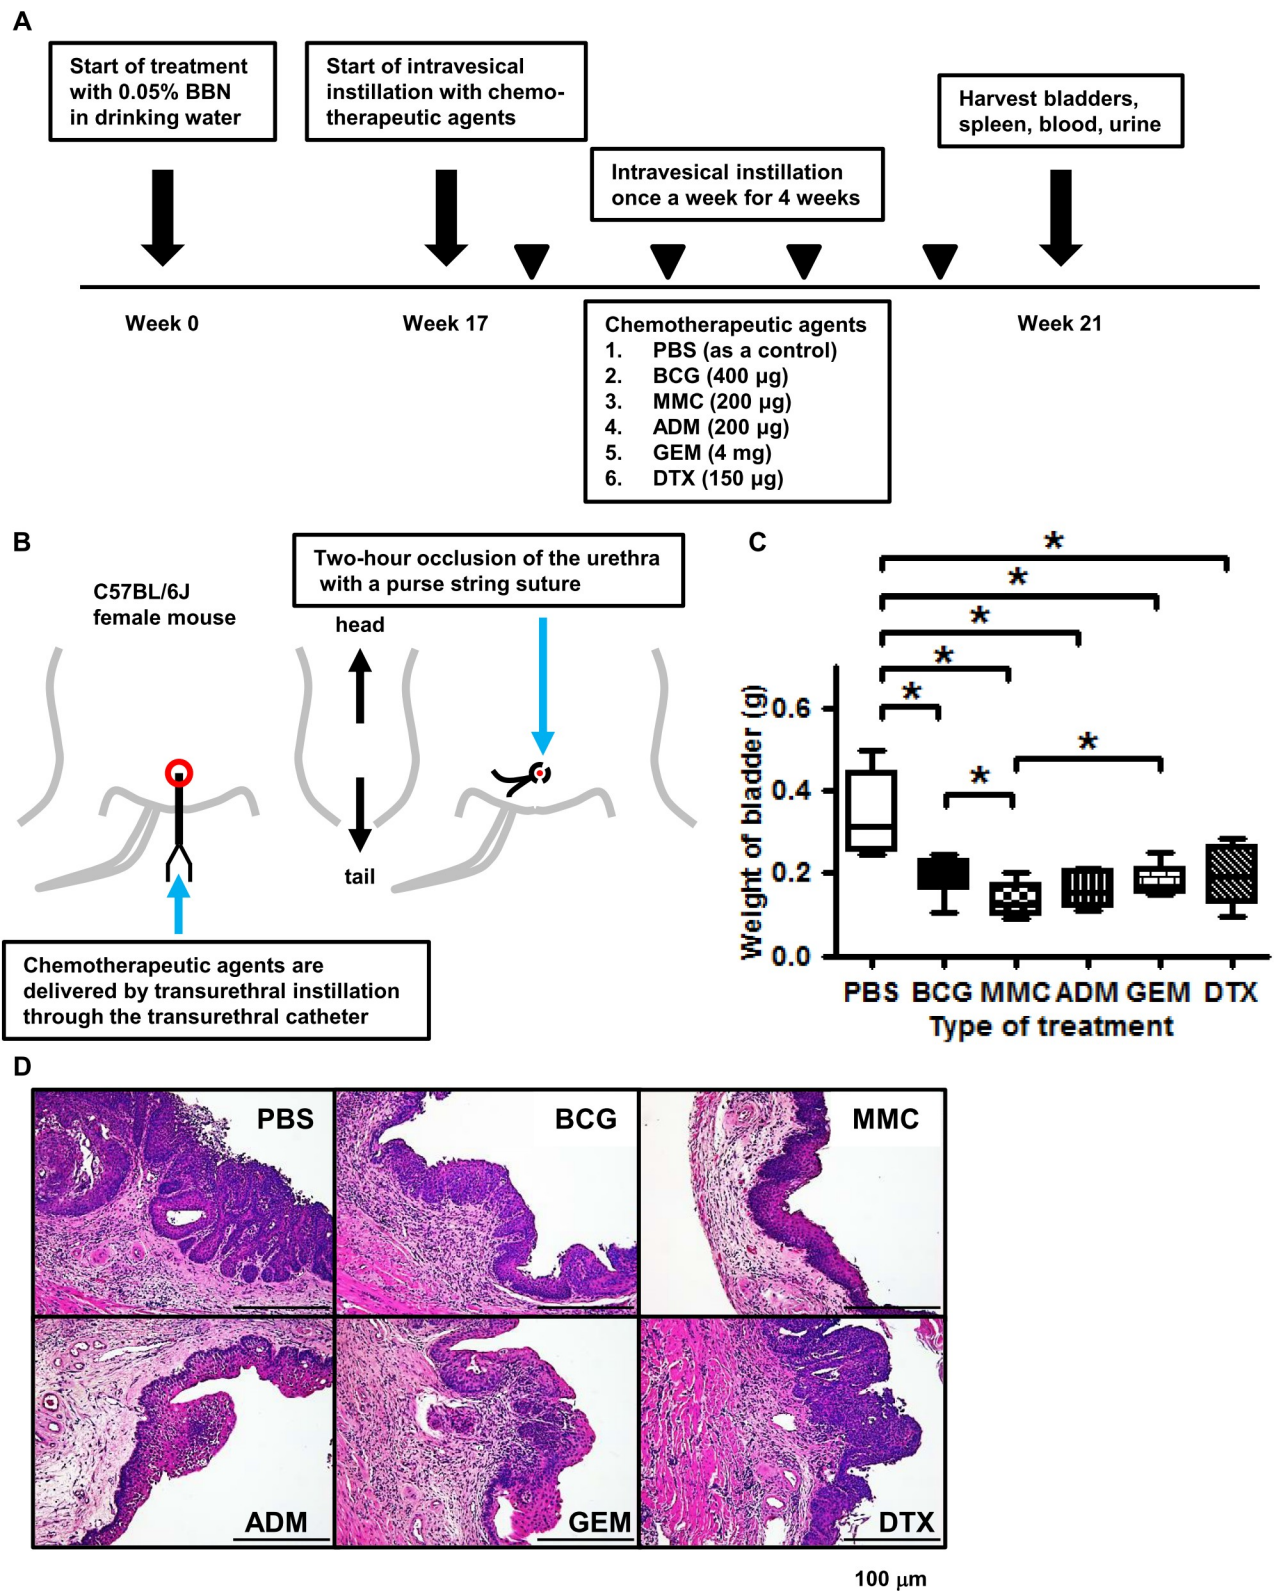 A
Start of treatment
with 0.05% BBN
in drinking water
Start of intravesical
instillation with chemo-
therapeutic agents
Harvest bladders,
spleen, blood, urine
Intravesical instillation
once a week for 4 weeks
Week 0
Week 17
Week 21
Chemotherapeutic agents
1. PBS (as a control)
2. BCG (400 µg)
3. MMC (200 µg)
4. ADM (200 µg)
5. GEM (4 mg)
6. DTX (150 µg)
B
C57BL/6J
female mouse
Two-hour occlusion of the urethra
with a purse string suture
head
tail
Chemotherapeutic agents are
delivered by transurethral instillation
through the transurethral catheter
C
*
*
*
*
*
*
*
Weight of bladder (g)
0.6
0.4
0.2
0.0
PBS BCG MMC ADM GEM DTX
Type of treatment
D
PBS
BCG
MMC
ADM
GEM
DTX
100 µm